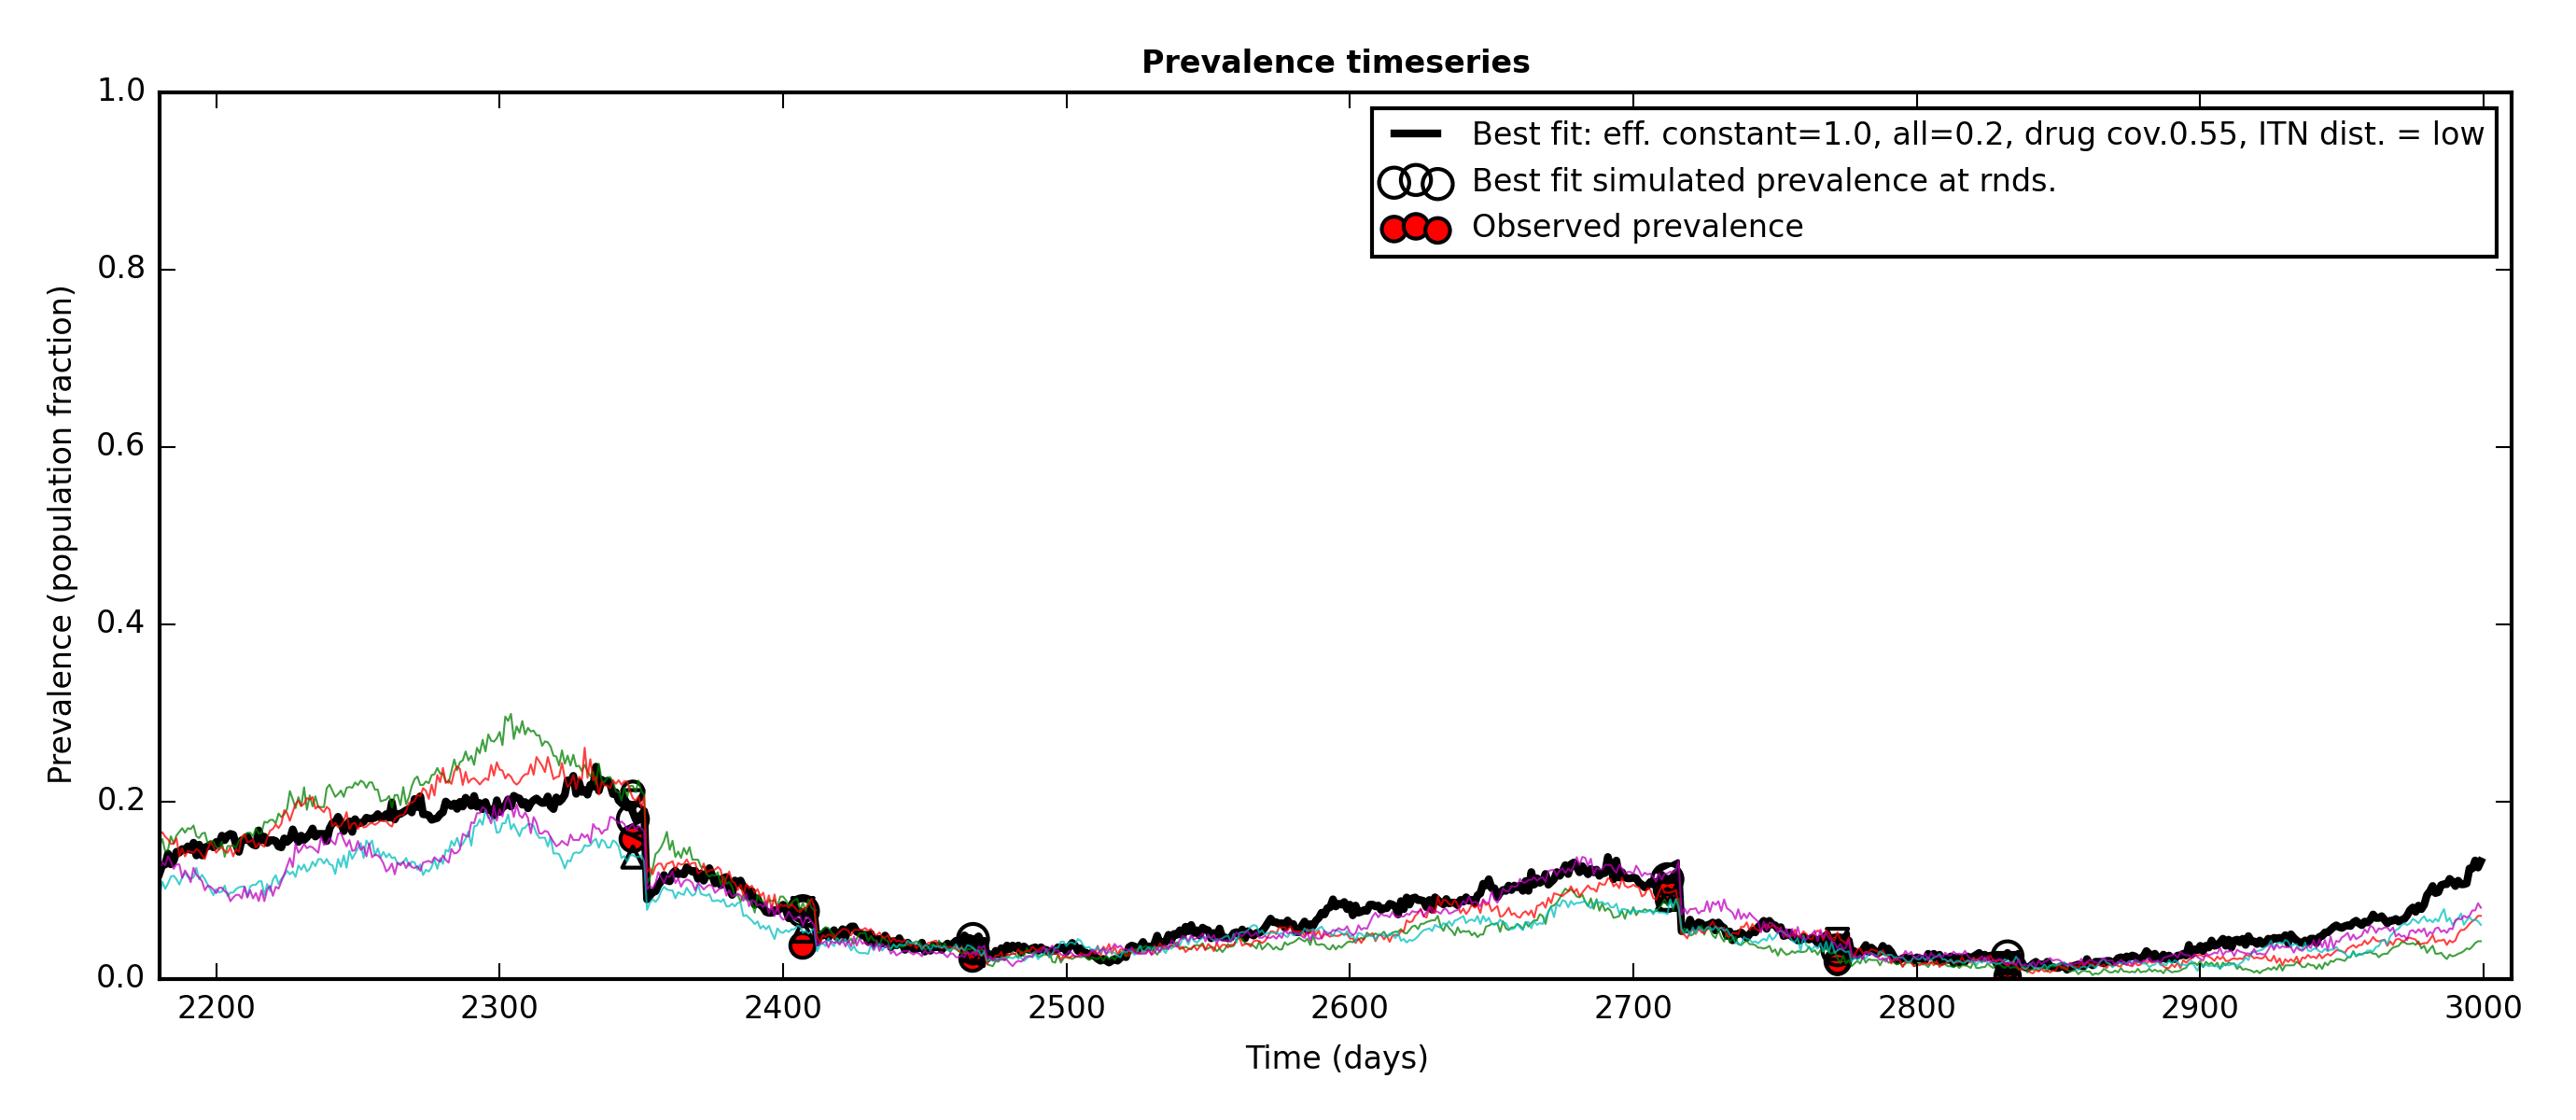 Prevalence timeseries
Best fit: eff. constant=1.0, all=0.2, drug cov.0.55, ITN dist. = low
Best fit simulated prevalence at rnds.
Observed prevalence
Prevalence (population fraction)
1.0
0.8
0.6
0.4
0.2
0.0
2200 2300 2400 2500 2600 2700 2800 2900 3000
Time (days)